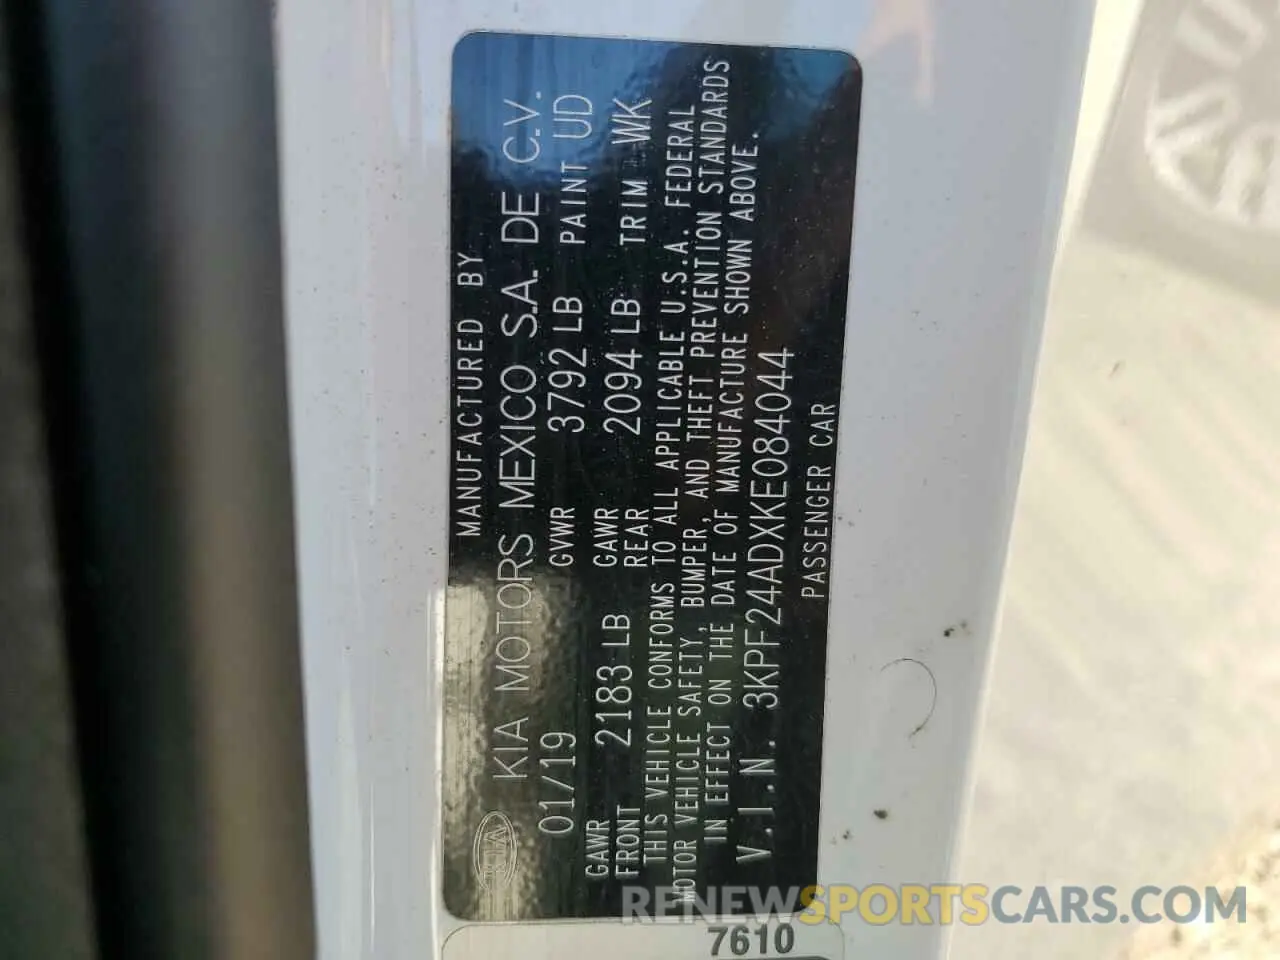 MANUFACTURED BY
KIA KIA MOTORS MEXICO S.A. DE C.V.
01/19 GVWR 3792 LB PAINT UD
GAWR FRONT 2183 LB GAWR REAR 2094 LB TRIM WK
THIS VEHICLE CONFORMS TO ALL APPLICABLE U.S.A. FEDERAL
MOTOR VEHICLE SAFETY, BUMPER, AND THEFT PREVENTION STANDARDS
IN EFFECT ON THE DATE OF MANUFACTURE SHOWN ABOVE.
V.I.N. 3KPF24ADXKE084044
PASSENGER CAR
7610
RENEWSPORTSCARS.COM